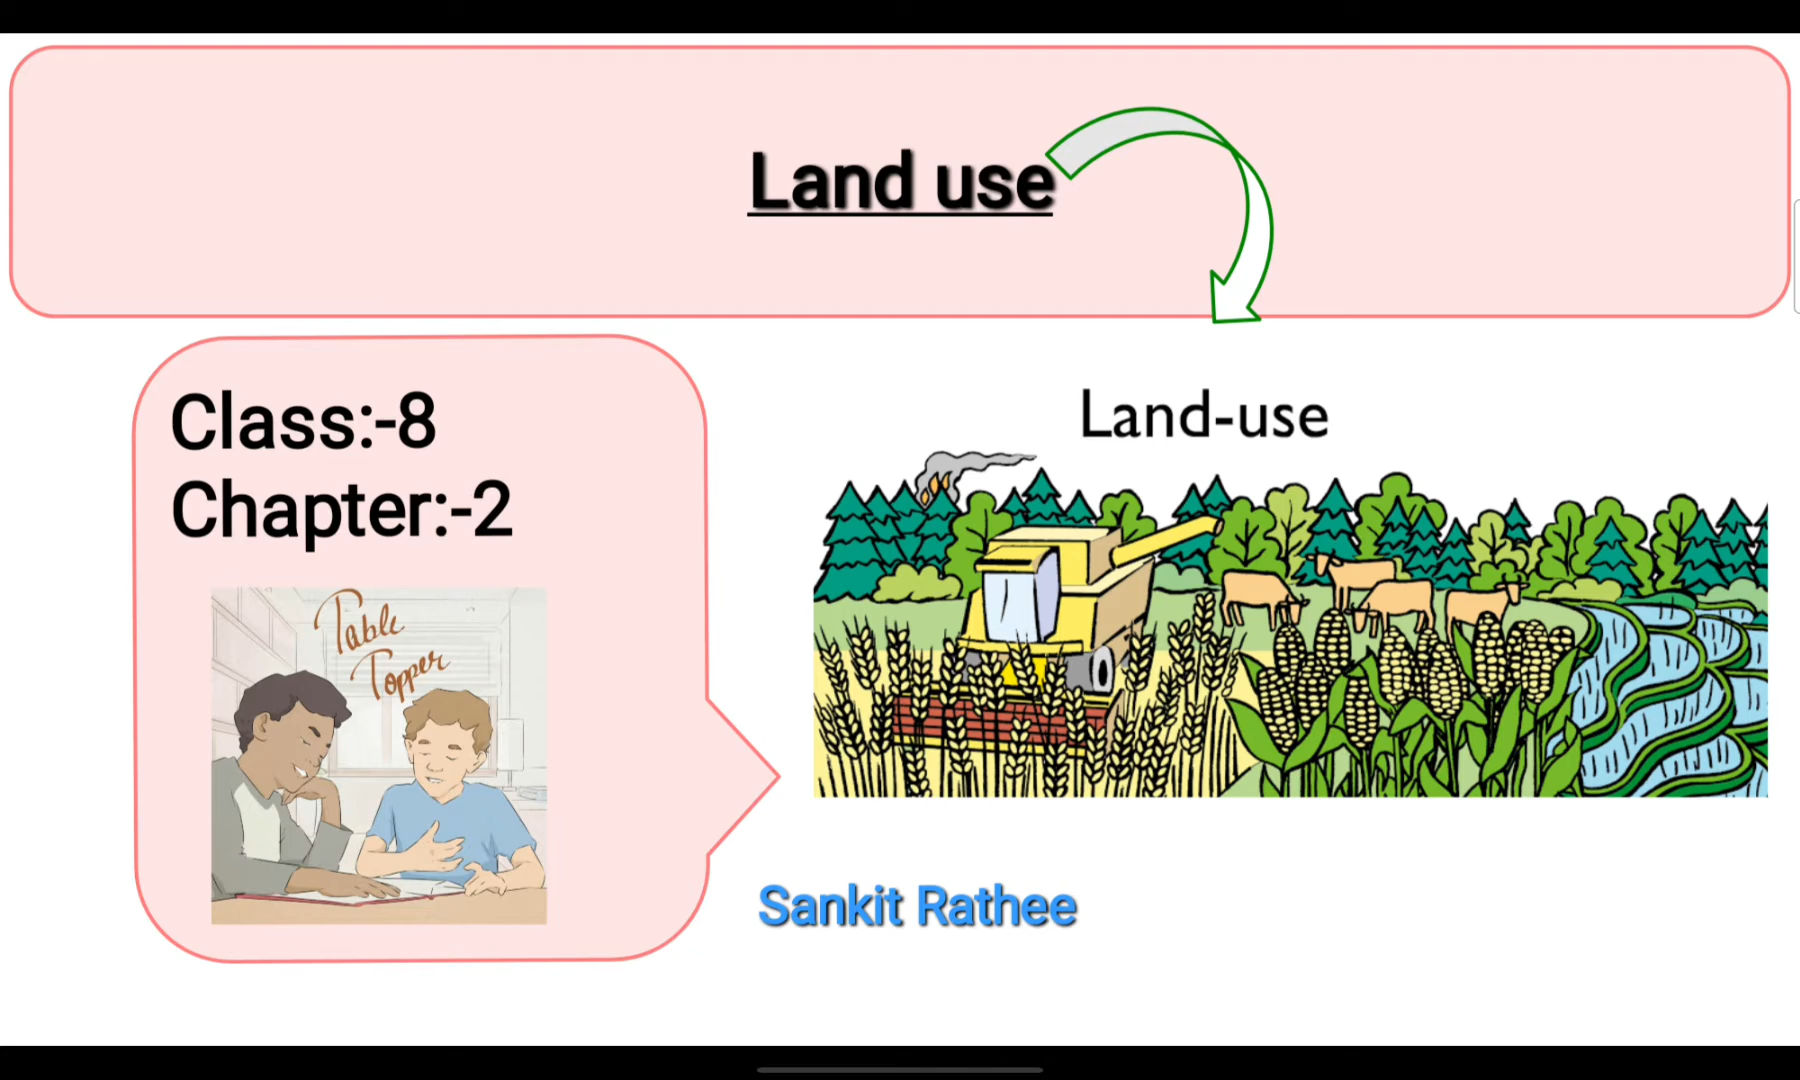 Land use
Class:-8
Chapter:-2
Table
Topper
Land-use
Sankit Rathee